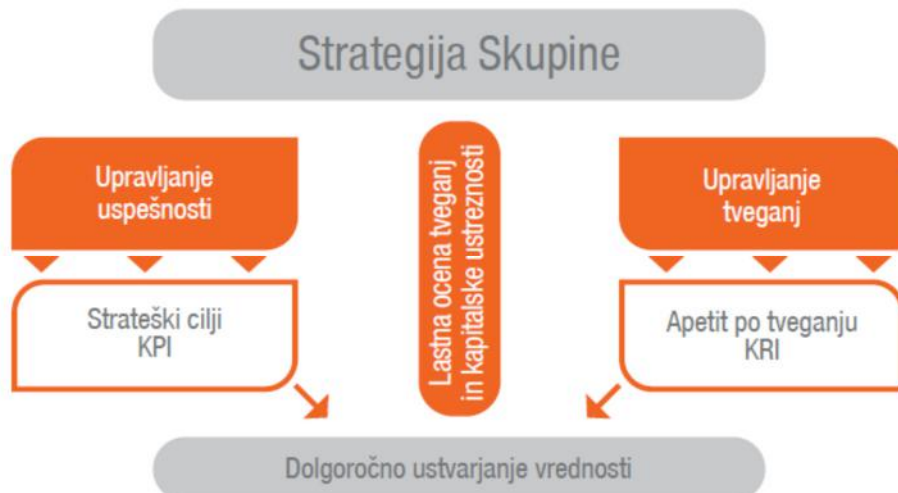 Strategija Skupine
Upravljanje
uspešnosti
Strateški cilji
KPI
Lastna ocena tveganj
in kapitalske ustreznosti
Upravljanje
tveganj
Apetit po tveganju
KRI
Dolgoročno ustvarjanje vrednosti